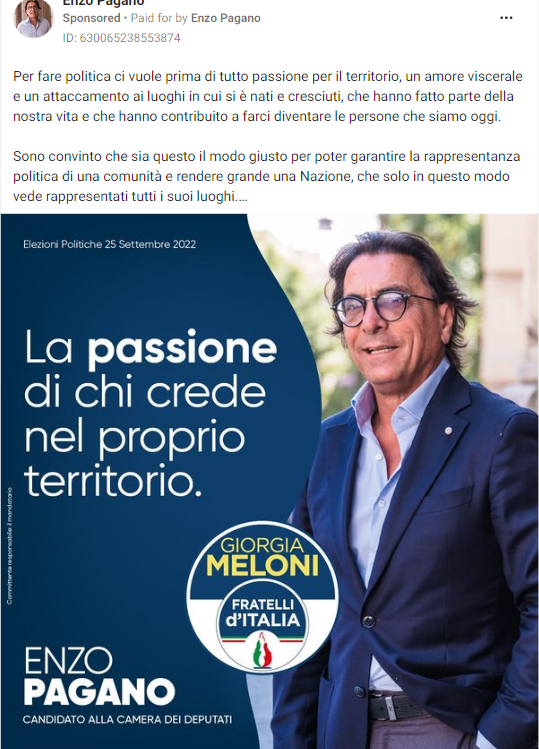 Enzo Pagano
Sponsored • Paid for by Enzo Pagano
ID: 630065238553874
Per fare politica ci vuole prima di tutto passione per il territorio, un amore viscerale
e un attaccamento ai luoghi in cui si è nati e cresciuti, che hanno fatto parte della
nostra vita e che hanno contribuito a farci diventare le persone che siamo oggi.
Sono convinto che sia questo il modo giusto per poter garantire la rappresentanza
politica di una comunità e rendere grande una Nazione, che solo in questo modo
vede rappresentati tutti i suoi luoghi....
Elezioni Politiche 25 Settembre 2022
La passione
di chi crede
nel proprio
territorio.
Committente responsabile: il mandatario
GIORGIA
MELONI
FRATELLI
d'ITALIA
ENZO
PAGANO
CANDIDATO ALLA CAMERA DEI DEPUTATI